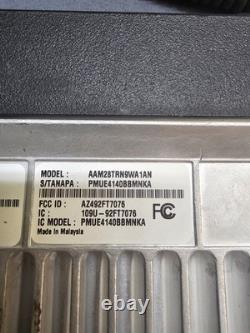 MODEL : AAM28TRN9WA1AN
S/TANAPA : PMUE4140BBMNKA
FCC ID : AZ492FT7076
IC : 109U-92FT7076
IC MODEL : PMUE4140BBMNKA
Made in Malaysia
FC